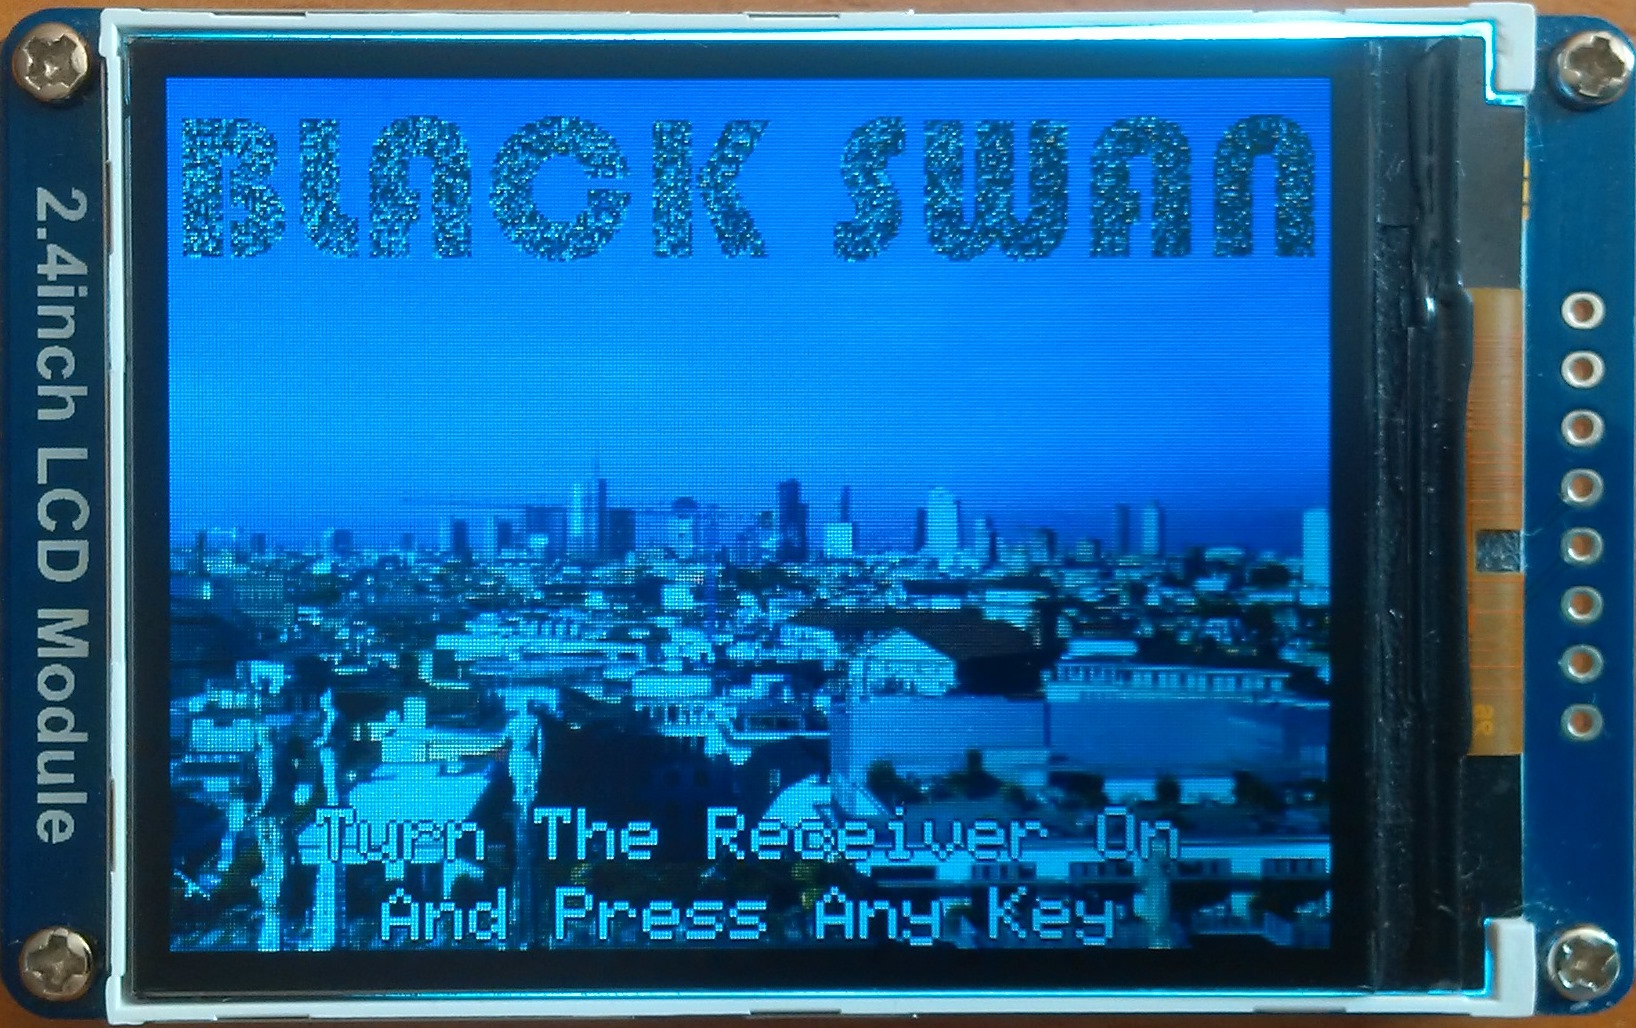 BLACK SWAN
2.4inch LCD Module
Turn The Receiver On
And Press Any Key